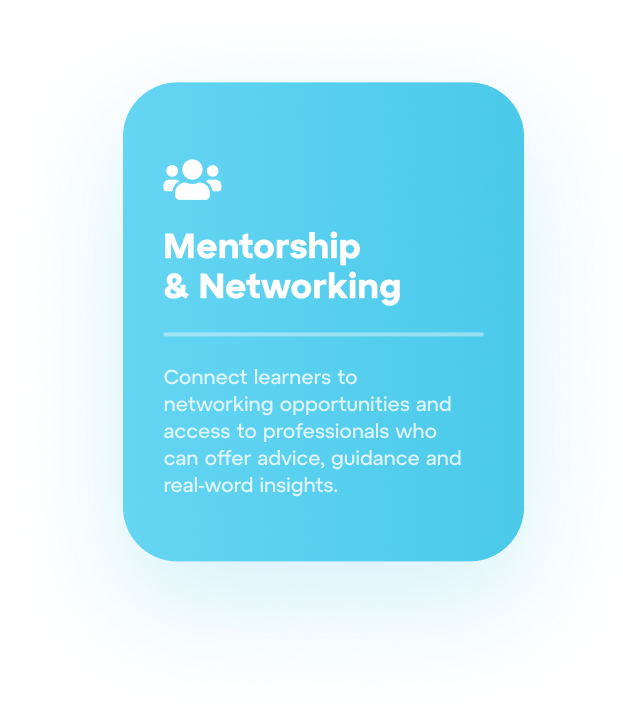 Mentorship
& Networking
Connect learners to
networking opportunities and
access to professionals who
can offer advice, guidance and
real-word insights.